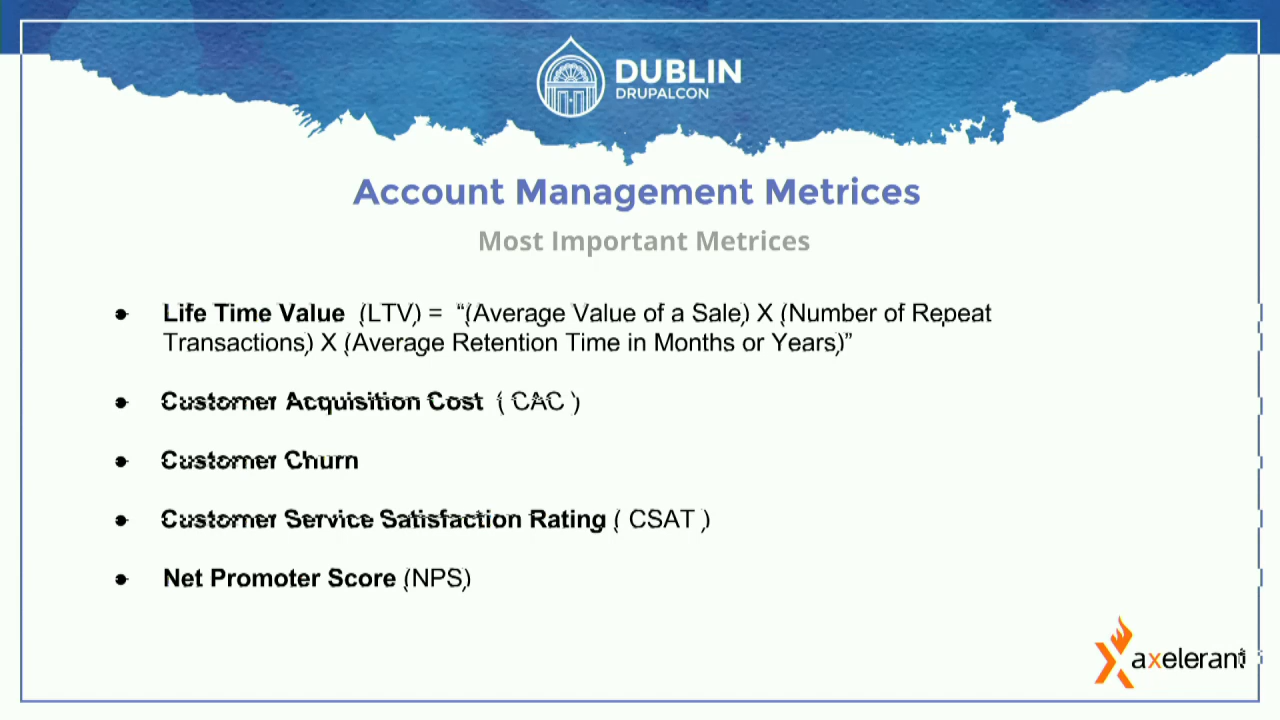 DUBLIN
DRUPALCON
Account Management Metrices
Most Important Metrices
● Life Time Value (LTV) = “(Average Value of a Sale) X (Number of Repeat
Transactions) X (Average Retention Time in Months or Years)”
● Customer Acquisition Cost ( CAC )
● Customer Churn
● Customer Service Satisfaction Rating ( CSAT )
● Net Promoter Score (NPS)
axelerant